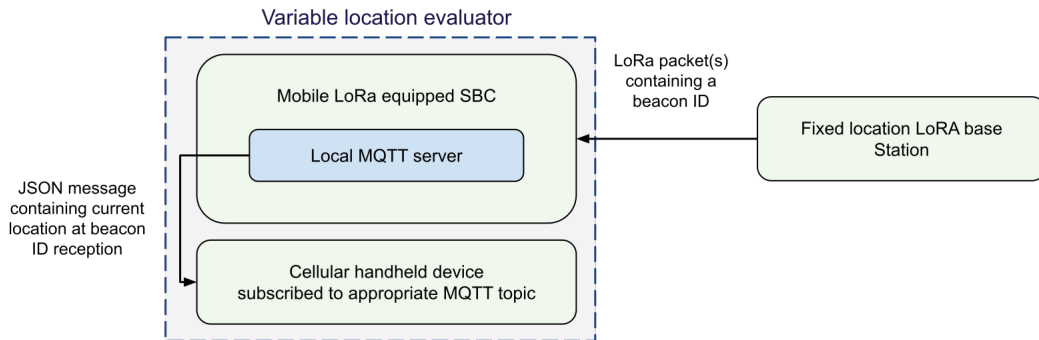 Variable location evaluator
Mobile LoRa equipped SBC
Local MQTT server
JSON message
containing current
location at beacon
ID reception
Cellular handheld device
subscribed to appropriate MQTT topic
LoRa packet(s)
containing a
beacon ID
Fixed location LoRA base
Station